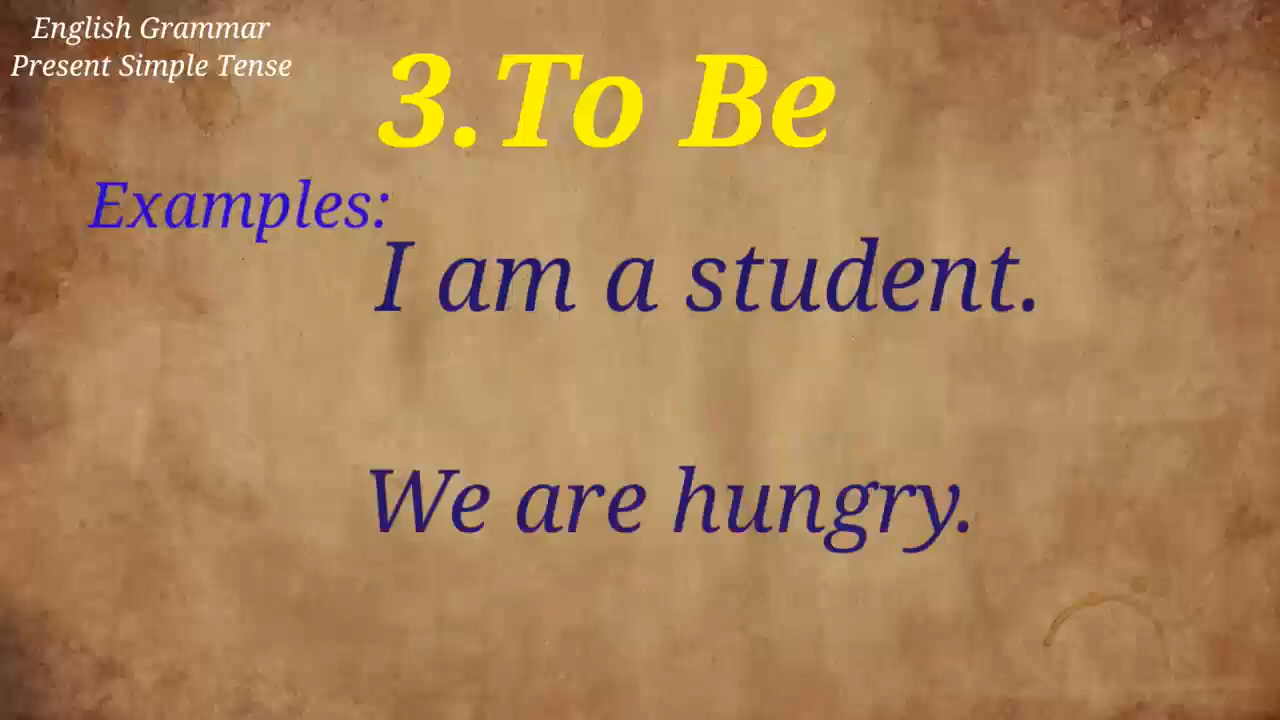 English Grammar
Present Simple Tense
3.To Be
Examples:
I am a student.
We are hungry.